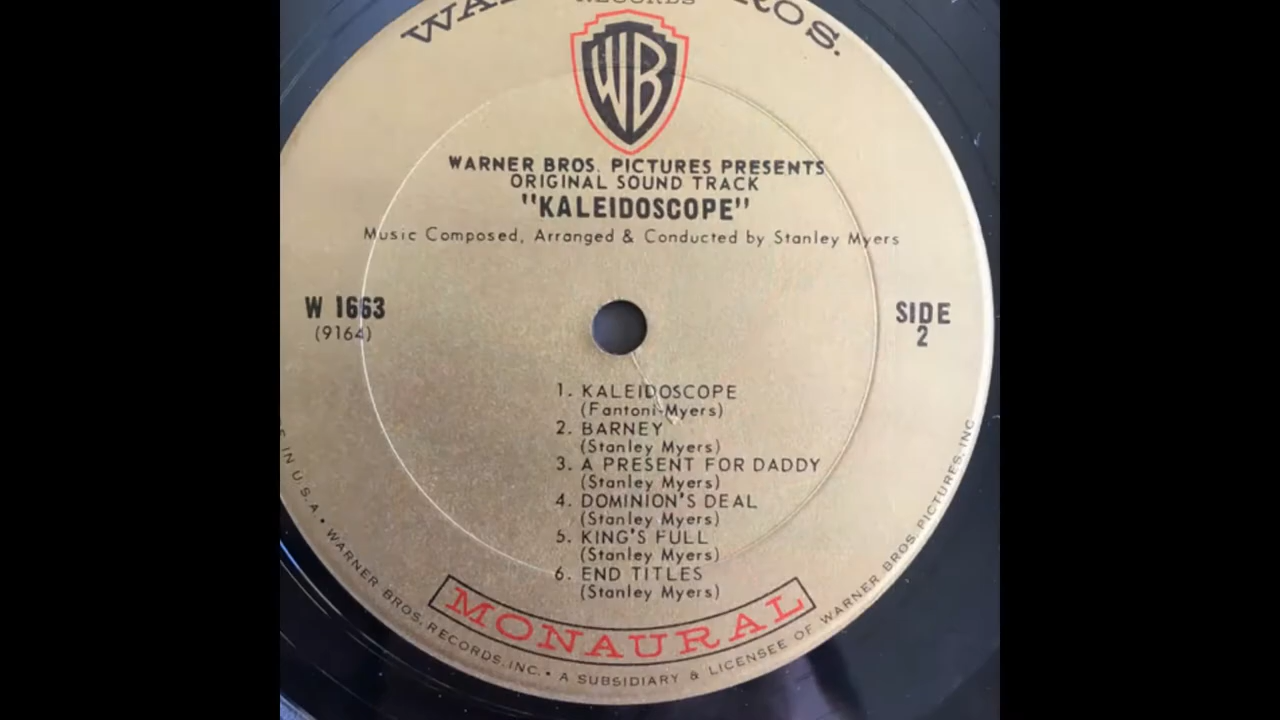 WARNER BROS.
RECORDS
WB
WARNER BROS. PICTURES PRESENTS
ORIGINAL SOUND TRACK
"KALEIDOSCOPE"
Music Composed, Arranged & Conducted by Stanley Myers
W 1663
(9164)
SIDE
2
1. KALEIDOSCOPE
(Fantoni-Myers)
2. BARNEY
(Stanley Myers)
3. A PRESENT FOR DADDY
(Stanley Myers)
4. DOMINION'S DEAL
(Stanley Myers)
5. KING'S FULL
(Stanley Myers)
6. END TITLES
(Stanley Myers)
MONAURAL
IN U.S.A. • WARNER BROS. RECORDS, INC. • A SUBSIDIARY & LICENSEE OF WARNER BROS. PICTURES, INC